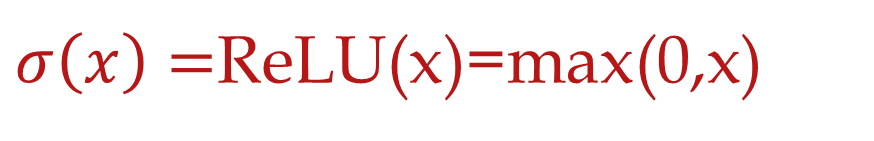 σ(x) =ReLU(x)=max(0,x)